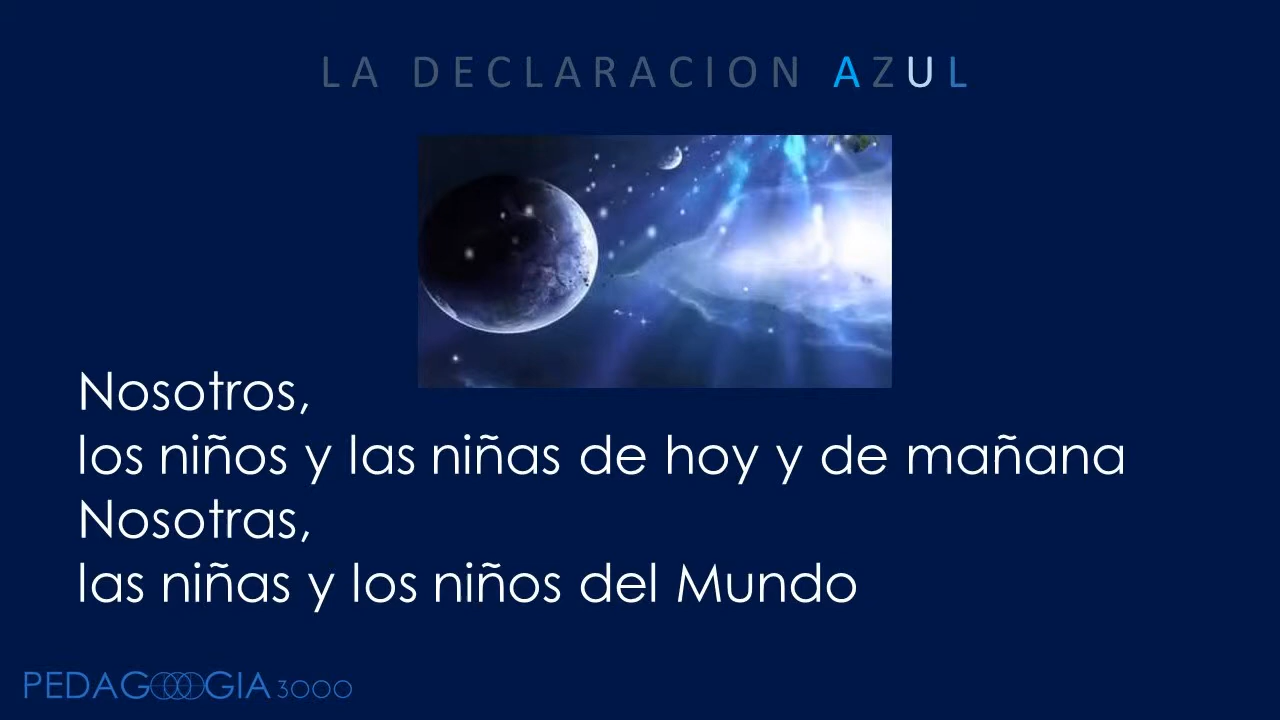 LA DECLARACION AZUL
Nosotros,
los niños y las niñas de hoy y de mañana
Nosotras,
las niñas y los niños del Mundo
PEDAGOOOGIA 3000